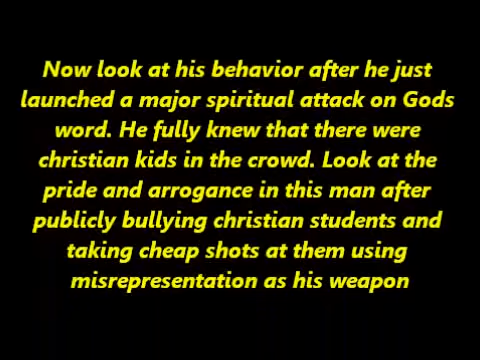 Now look at his behavior after he just
launched a major spiritual attack on Gods
word. He fully knew that there were
christian kids in the crowd. Look at the
pride and arrogance in this man after
publicly bullying christian students and
taking cheap shots at them using
misrepresentation as his weapon